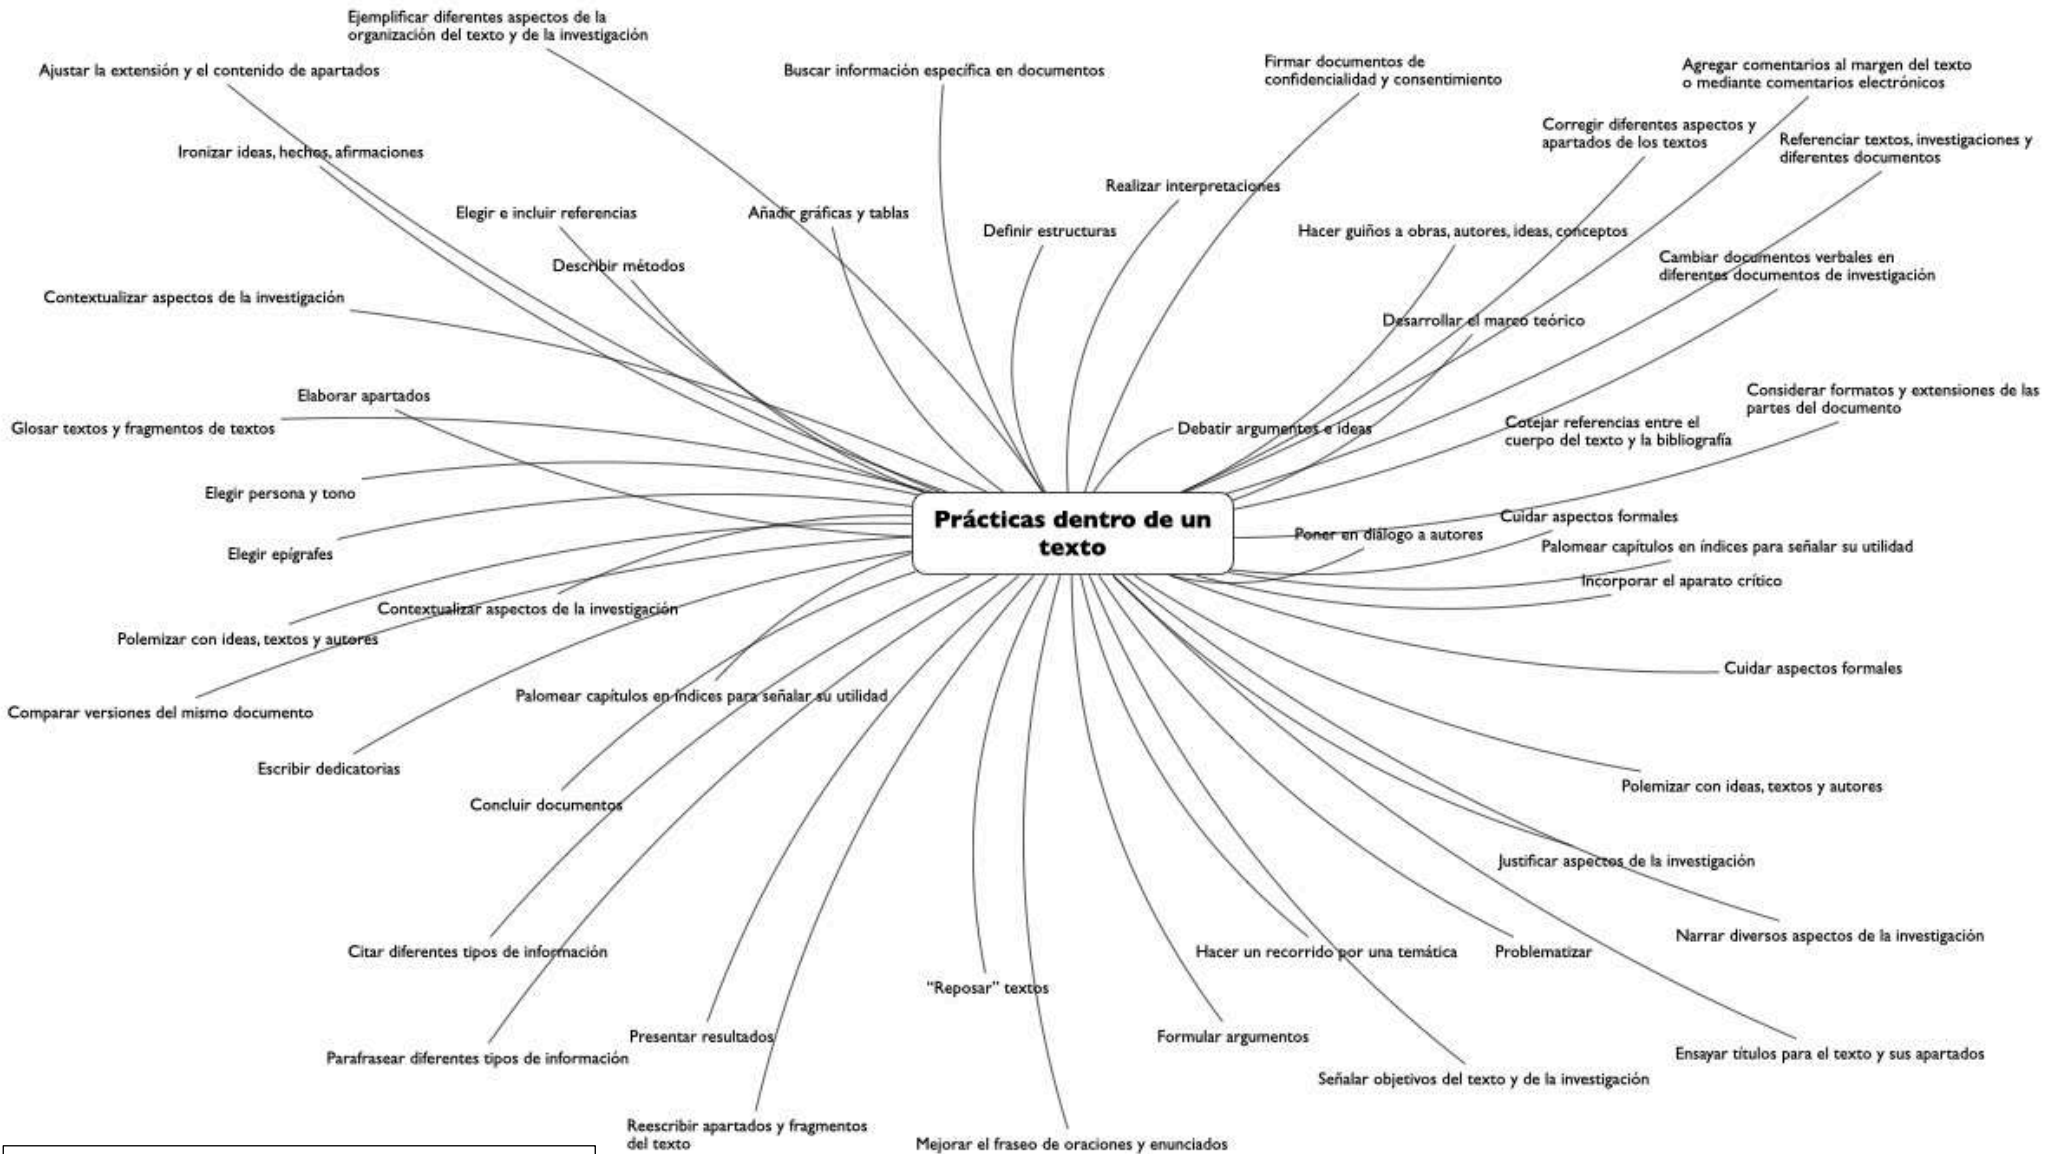 Ejemplificar diferentes aspectos de la
organización del texto y de la investigación
Ajustar la extensión y el contenido de apartados
Buscar información específica en documentos
Firmar documentos de
confidencialidad y consentimiento
Agregar comentarios al margen del texto
o mediante comentarios electrónicos
Corregir diferentes aspectos y
apartados de los textos
Referenciar textos, investigaciones y
diferentes documentos
Ironizar ideas, hechos, afirmaciones
Realizar interpretaciones
Elegir e incluir referencias
Añadir gráficas y tablas
Definir estructuras
Hacer guiños a obras, autores, ideas, conceptos
Describir métodos
Cambiar documentos verbales en
diferentes documentos de investigación
Contextualizar aspectos de la investigación
Desarrollar el marco teórico
Elaborar apartados
Considerar formatos y extensiones de las
partes del documento
Glosar textos y fragmentos de textos
Debatir argumentos e ideas
Cotejar referencias entre el
cuerpo del texto y la bibliografía
Elegir persona y tono
Prácticas dentro de un
texto
Cuidar aspectos formales
Poner en diálogo a autores
Elegir epígrafes
Palomear capítulos en índices para señalar su utilidad
Incorporar el aparato crítico
Contextualizar aspectos de la investigación
Polemizar con ideas, textos y autores
Cuidar aspectos formales
Palomear capítulos en índices para señalar su utilidad
Comparar versiones del mismo documento
Escribir dedicatorias
Polemizar con ideas, textos y autores
Concluir documentos
Justificar aspectos de la investigación
Narrar diversos aspectos de la investigación
Citar diferentes tipos de información
Hacer un recorrido por una temática
Problematizar
“Reposar” textos
Presentar resultados
Formular argumentos
Parafrasear diferentes tipos de información
Ensayar títulos para el texto y sus apartados
Señalar objetivos del texto y de la investigación
Reescribir apartados y fragmentos
del texto
Mejorar el fraseo de oraciones y enunciados